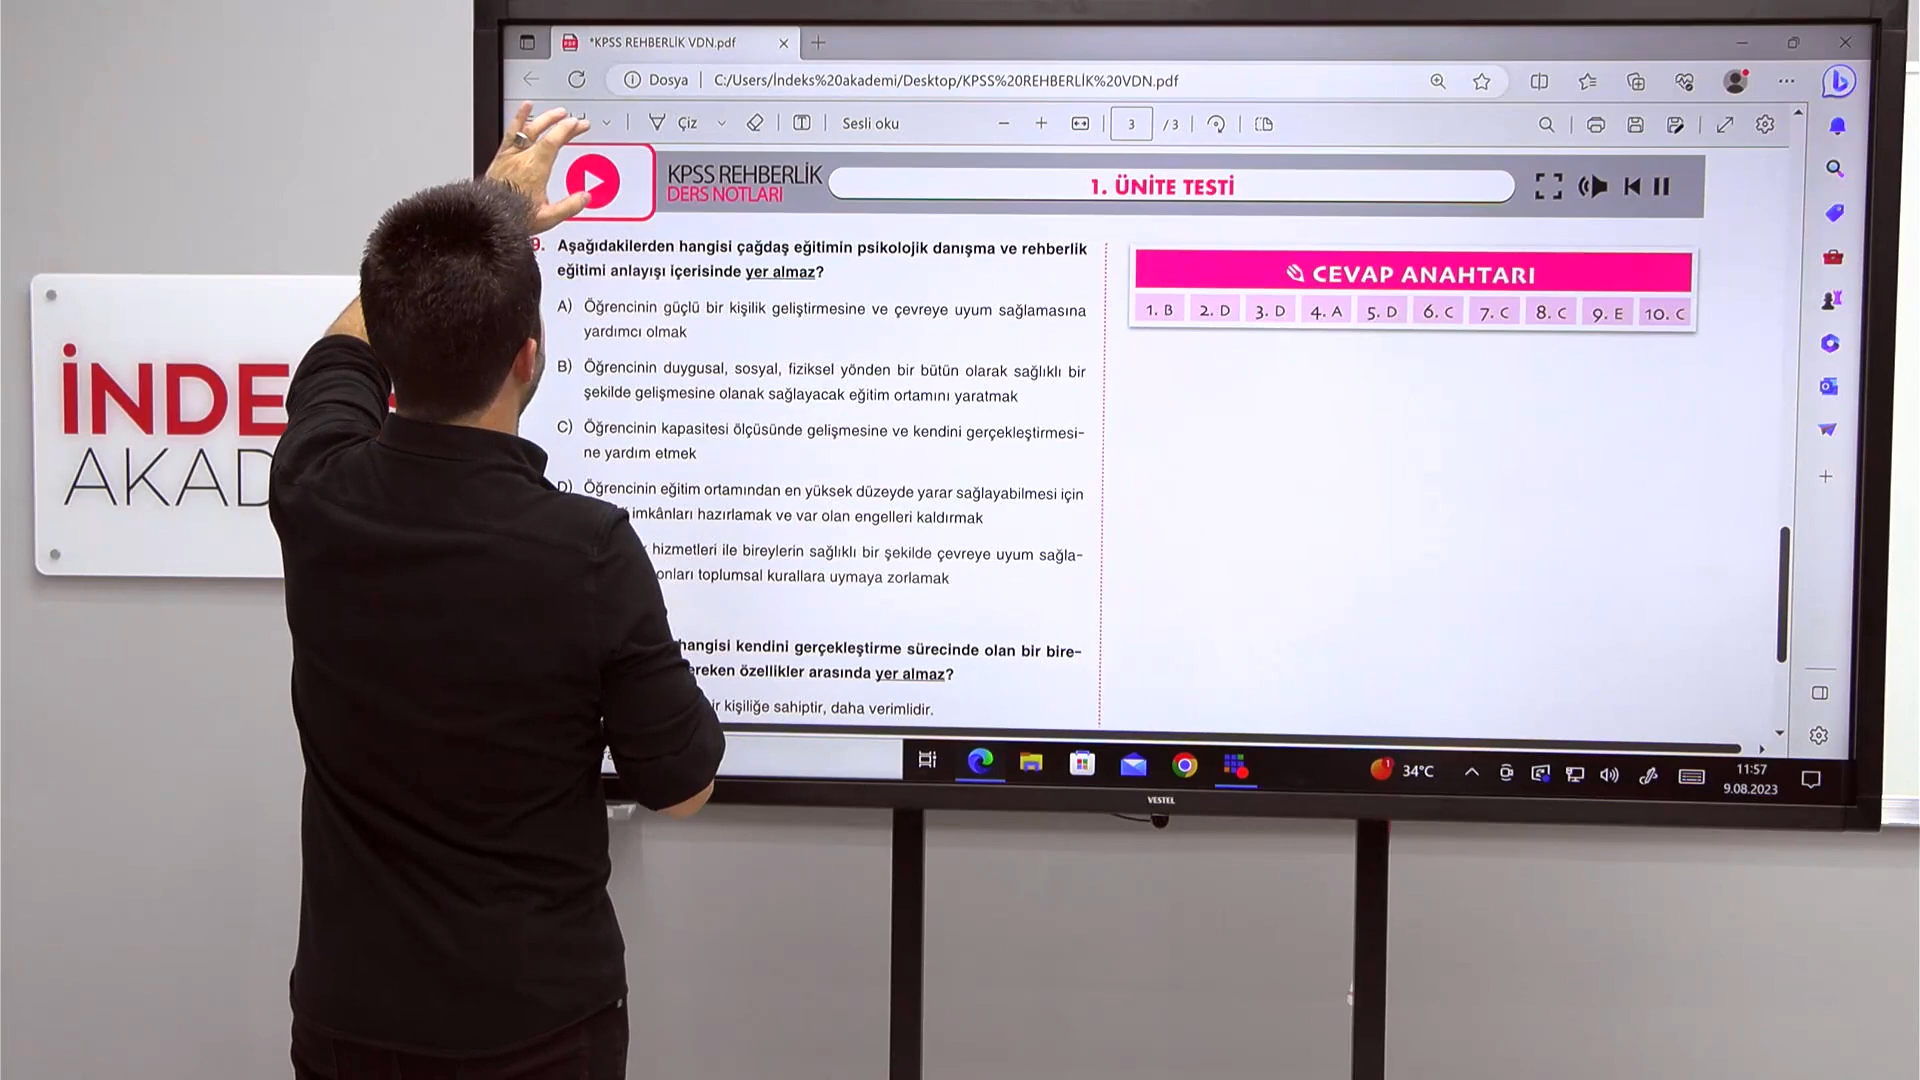 *KPSS REHBERLİK VDN.pdf
Dosya | C:/Users/İndeks%20akademi/Desktop/KPSS%20REHBERLİK%20VDN.pdf
Çiz
Sesli oku
3 /3
KPSS REHBERLİK
DERS NOTLARI
1. ÜNİTE TESTİ
9. Aşağıdakilerden hangisi çağdaş eğitimin psikolojik danışma ve rehberlik
eğitimi anlayışı içerisinde yer almaz?
A) Öğrencinin güçlü bir kişilik geliştirmesine ve çevreye uyum sağlamasına
yardımcı olmak
B) Öğrencinin duygusal, sosyal, fiziksel yönden bir bütün olarak sağlıklı bir
şekilde gelişmesine olanak sağlayacak eğitim ortamını yaratmak
C) Öğrencinin kapasitesi ölçüsünde gelişmesine ve kendini gerçekleştirmesi-
ne yardım etmek
D) Öğrencinin eğitim ortamından en yüksek düzeyde yarar sağlayabilmesi için
imkânları hazırlamak ve var olan engelleri kaldırmak
hizmetleri ile bireylerin sağlıklı bir şekilde çevreye uyum sağla-
onları toplumsal kurallara uymaya zorlamak
hangisi kendini gerçekleştirme sürecinde olan bir bire-
yer almaz?
özellikler arasında
kişiliğe sahiptir, daha verimlidir.
CEVAP ANAHTARI
1. B 2. D 3. D 4. A 5. D 6. C 7. C 8. C 9. E 10. C
İNDE
AKAD
1
34°C
11:57
9.08.2023
VESTEL